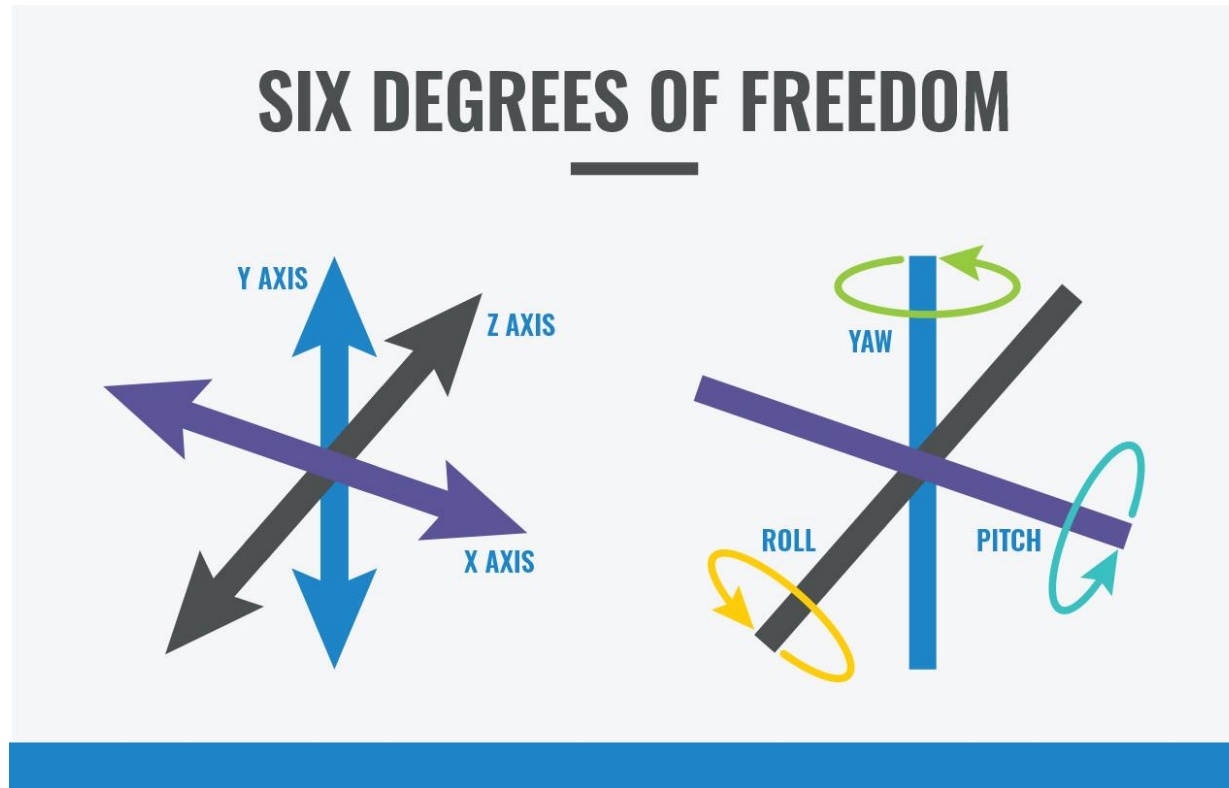 SIX DEGREES OF FREEDOM
Y AXIS
Z AXIS
X AXIS
YAW
ROLL
PITCH